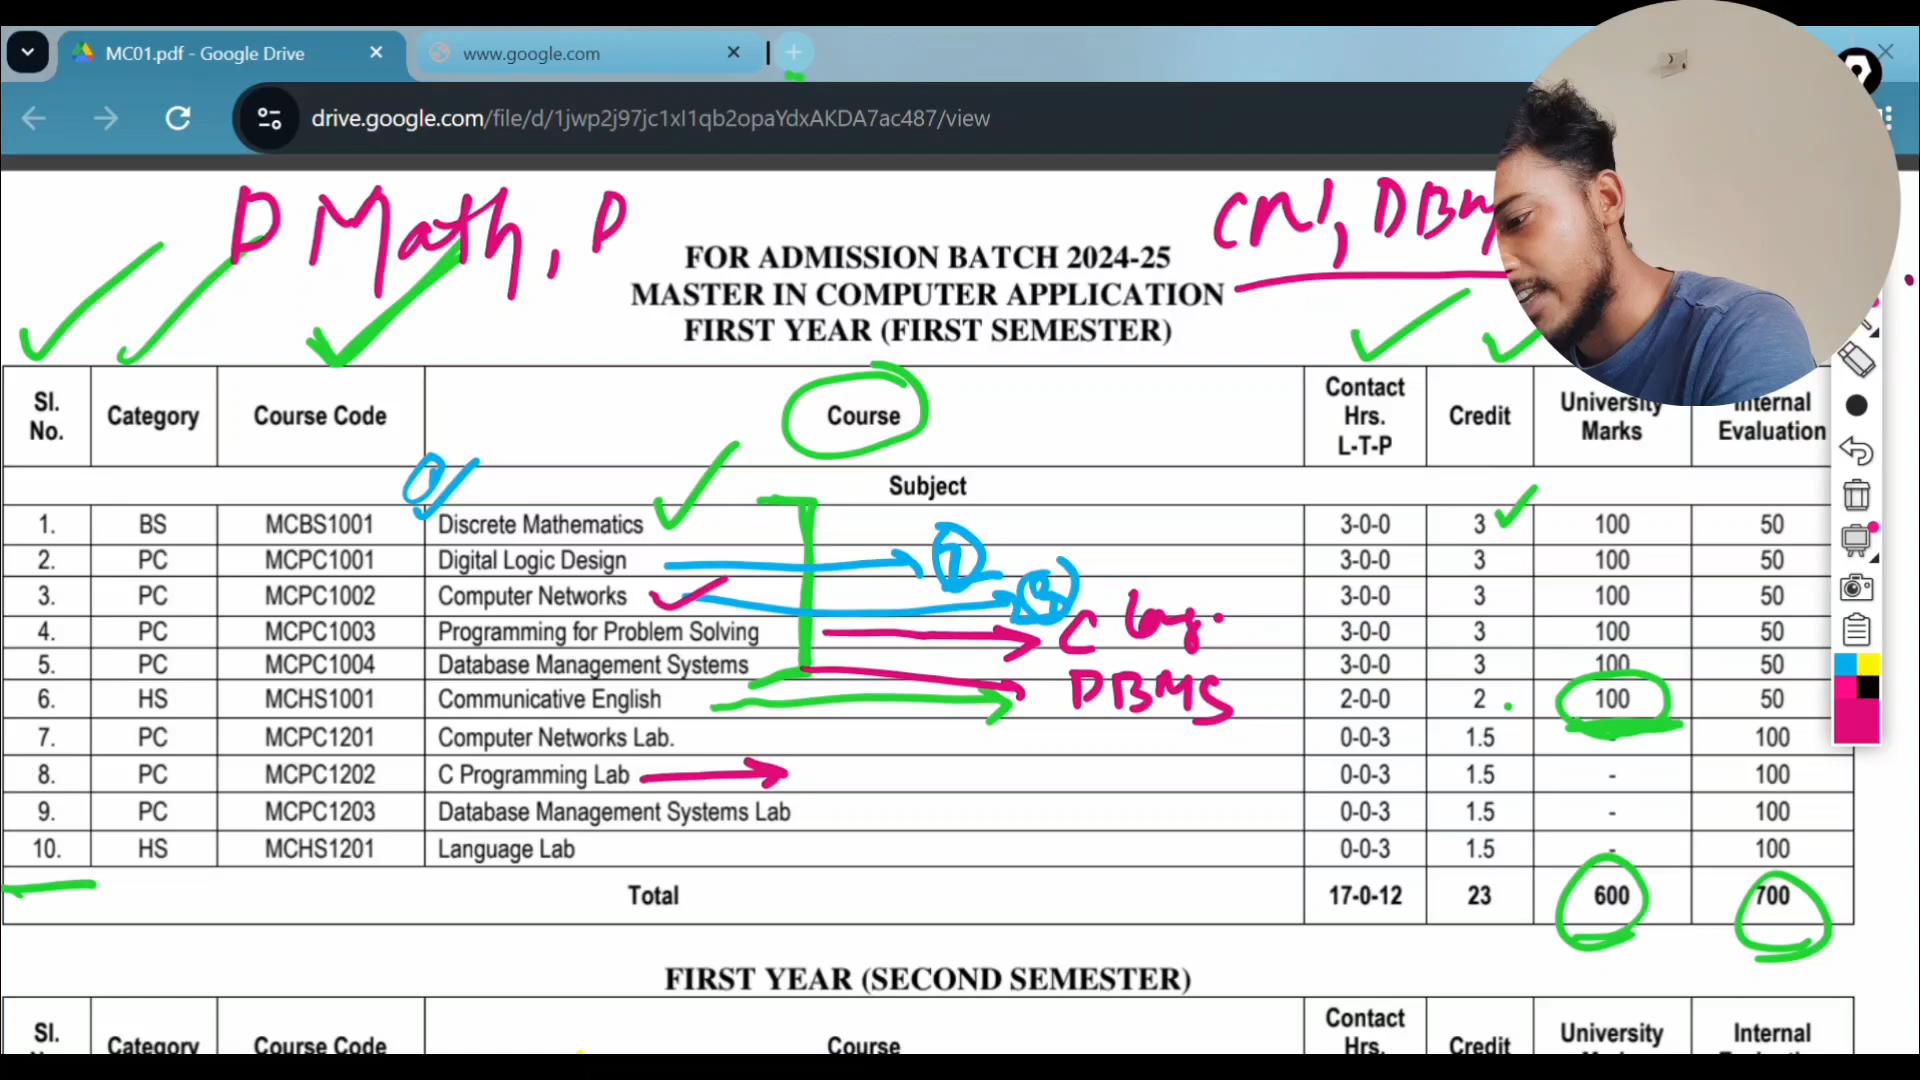 MC01.pdf - Google Drive
www.google.com
drive.google.com/file/d/1jwp2j97jc1xI1qb2opaYdxAKDA7ac487/view
D Math, P
CN, DBM
FOR ADMISSION BATCH 2024-25
MASTER IN COMPUTER APPLICATION
FIRST YEAR (FIRST SEMESTER)
Sl. No. Category Course Code Course Contact Hrs. L-T-P Credit University Marks Internal Evaluation
Subject
1. BS MCBS1001 Discrete Mathematics 3-0-0 3 100 50
2. PC MCPC1001 Digital Logic Design 3-0-0 3 100 50
3. PC MCPC1002 Computer Networks 3-0-0 3 100 50
4. PC MCPC1003 Programming for Problem Solving C lag. 3-0-0 3 100 50
5. PC MCPC1004 Database Management Systems DBMS 3-0-0 3 100 50
6. HS MCHS1001 Communicative English 2-0-0 2 100 50
7. PC MCPC1201 Computer Networks Lab. 0-0-3 1.5 - 100
8. PC MCPC1202 C Programming Lab 0-0-3 1.5 - 100
9. PC MCPC1203 Database Management Systems Lab 0-0-3 1.5 - 100
10. HS MCHS1201 Language Lab 0-0-3 1.5 - 100
Total 17-0-12 23 600 700
FIRST YEAR (SECOND SEMESTER)
Sl. Category Course Code Course Contact Hrs. Credit University Internal